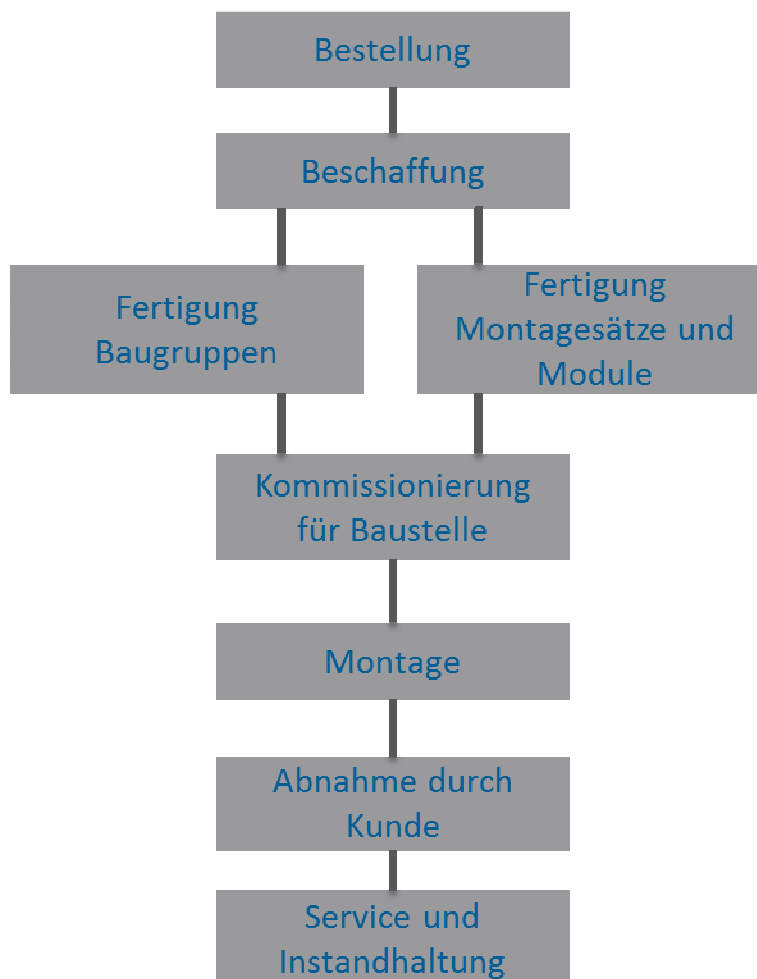 Bestellung
Beschaffung
Fertigung
Baugruppen
Fertigung
Montagesätze und
Module
Kommissionierung
für Baustelle
Montage
Abnahme durch
Kunde
Service und
Instandhaltung